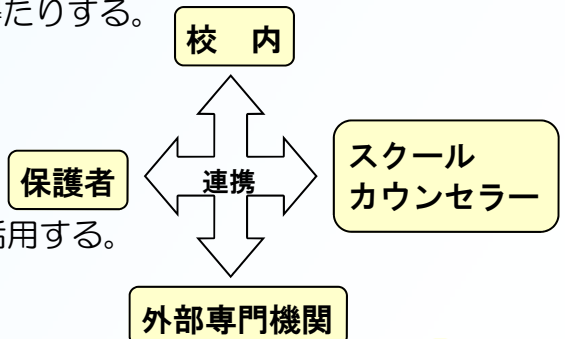 たりする。
校　内
保護者
連携
スクール
カウンセラー
活用する。
外部専門機関